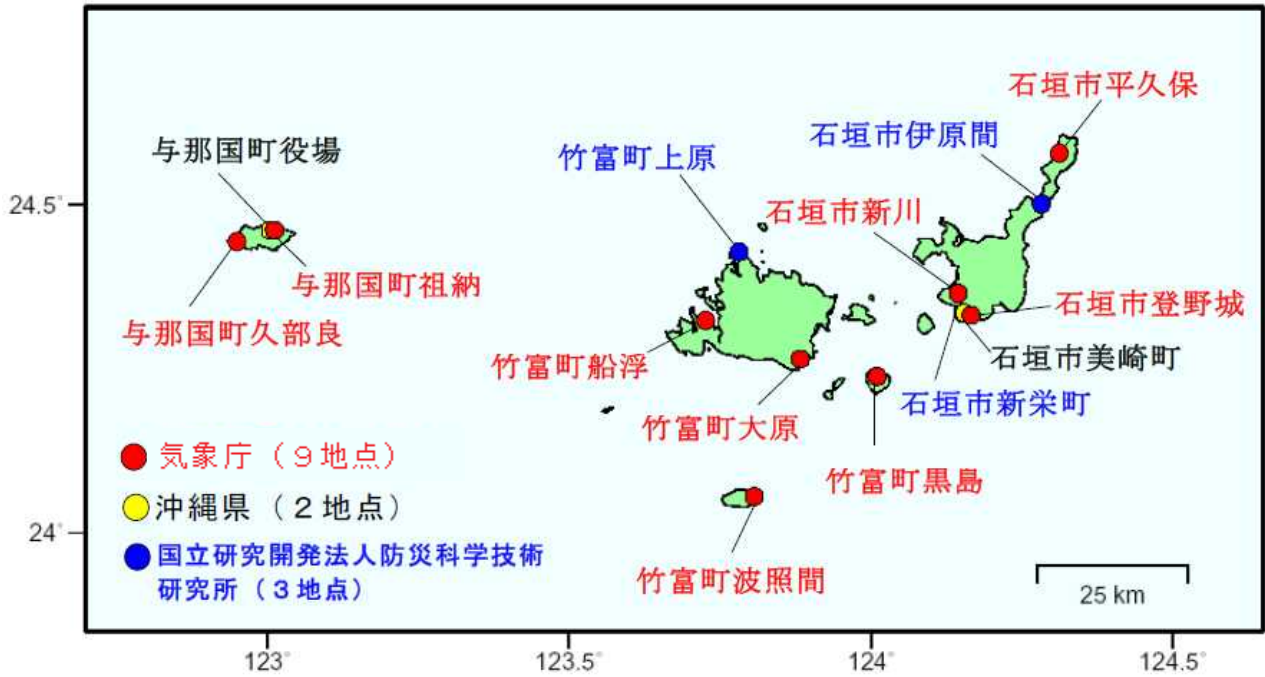 石垣市平久保
石垣市伊原間
与那国町役場
竹富町上原
24.5°
石垣市新川
与那国町祖納
石垣市登野城
与那国町久部良
石垣市美崎町
竹富町船浮
石垣市新栄町
竹富町大原
気象庁（９地点）
竹富町黒島
沖縄県（２地点）
24°
国立研究開発法人防災科学技術
研究所（３地点）
竹富町波照間
25 km
123°
123.5°
124°
124.5°